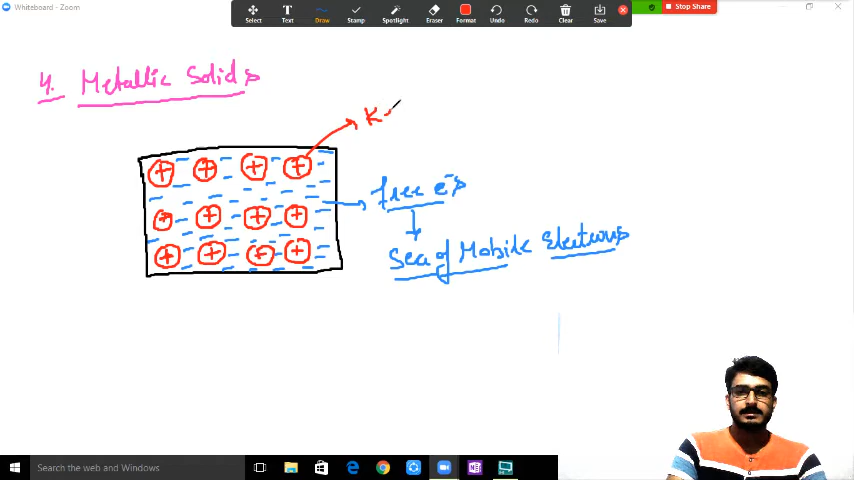 Whiteboard - Zoom
Select Text Draw Stamp Spotlight Eraser Format Undo Redo Clear Save
Stop Share
4. Metallic Solids
K-
+ + + +
free e⁻s
+ + + +
Sea of Mobile Electrons
+ + + +
Search the web and Windows